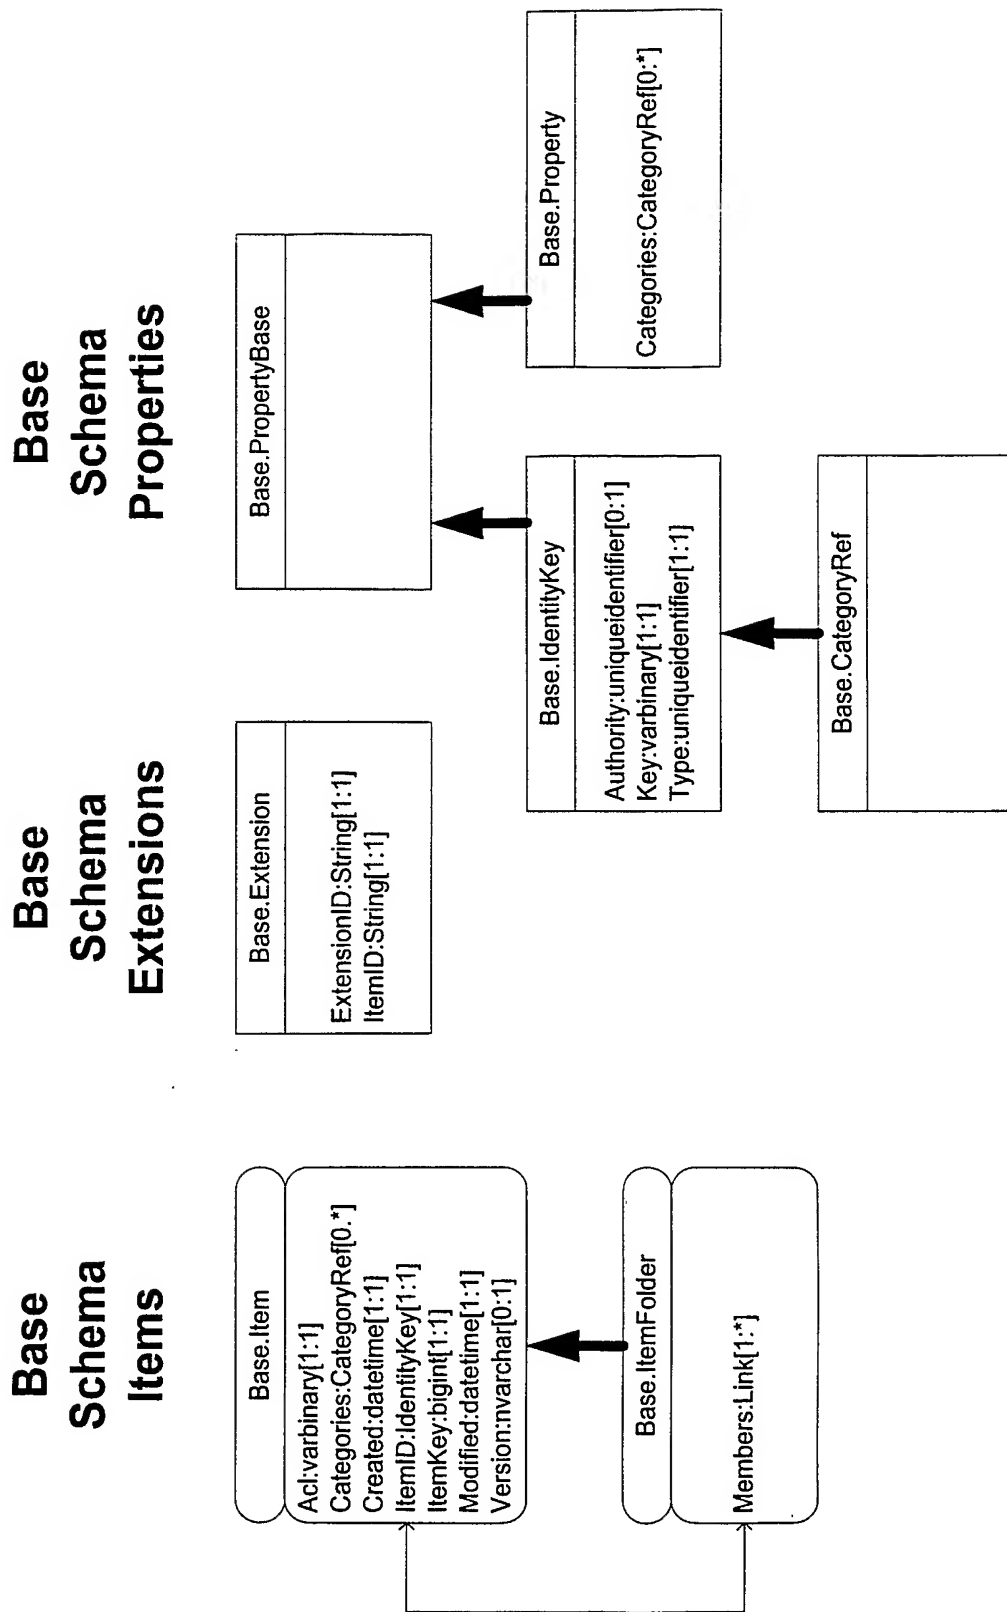 Base
Schema
Items
Base.Item
Acl:varbinary[1:1]
Categories:CategoryRef[0.*]
Created:datetime[1:1]
ItemID:IdentityKey[1:1]
ItemKey:bigint[1:1]
Modified:datetime[1:1]
Version:nvarchar[0:1]
Base.ItemFolder
Members:Link[1:*]
Base
Schema
Extensions
Base.Extension
ExtensionID:String[1:1]
ItemID:String[1:1]
Base
Schema
Properties
Base.PropertyBase
Base.IdentityKey
Authority:uniqueidentifier[0:1]
Key:varbinary[1:1]
Type:uniqueidentifier[1:1]
Base.Property
Categories:CategoryRef[0:*]
Base.CategoryRef